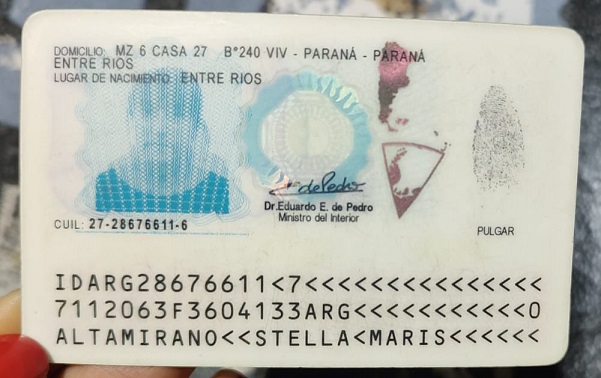 DOMICILIO: MZ 6 CASA 27 B°240 VIV - PARANÁ - PARANÁ
ENTRE RIOS
LUGAR DE NACIMIENTO: ENTRE RIOS
Dr. Eduardo E. de Pedro
Ministro del Interior
CUIL: 27-28676611-6
PULGAR
IDARG28676611<7<<<<<<<<<<<<<<<
7112063F3604133ARG<<<<<<<<<<<0
ALTAMIRANO<<STELLA<MARIS<<<<<<